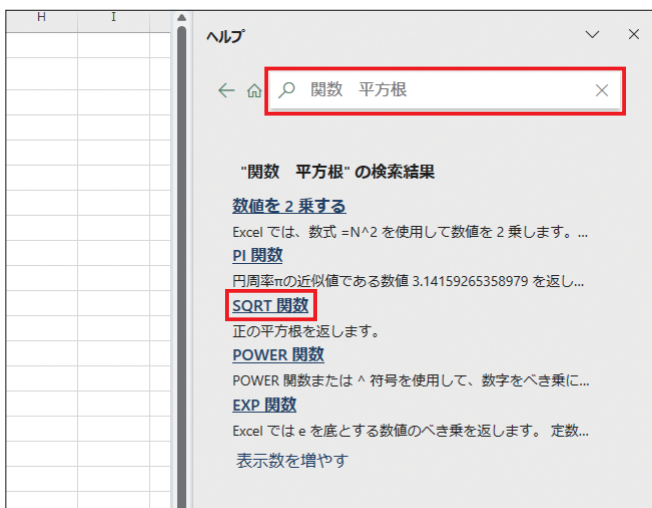 H I
ヘルプ
関数　平方根
"関数　平方根" の検索結果
数値を 2 乗する
Excel では、数式 =N^2 を使用して数値を 2 乗します。...
PI 関数
円周率πの近似値である数値 3.14159265358979 を返し...
SQRT 関数
正の平方根を返します。
POWER 関数
POWER 関数または ^ 符号を使用して、数字をべき乗に...
EXP 関数
Excel では e を底とする数値のべき乗を返します。 定数...
表示数を増やす